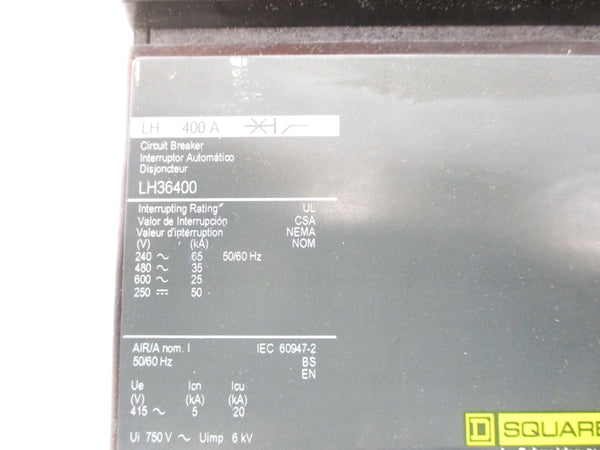 LH 400 A
Circuit Breaker
Interruptor Automático
Disjoncteur
LH36400
Interrupting Rating UL
Valor de Interrupción CSA
Valeur d'interruption NEMA
(V) (kA) NOM
240 ~ 65 50/60 Hz
480 ~ 35
600 ~ 25
250 ⎓ 50
AIR/A nom. I IEC 60947-2
50/60 Hz BS
EN
Ue Icn Icu
(V) (kA) (kA)
415 ~ 5 20
Ui 750 V ~ Uimp 6 kV
SQUARE